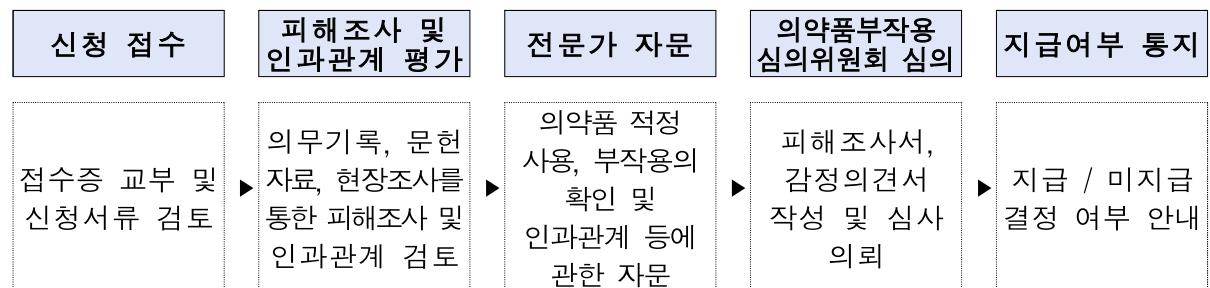 신청 접수
피해조사 및
인과관계 평가
전문가 자문
의약품부작용
심의위원회 심의
지급여부 통지
접수증 교부 및
신청서류 검토
의무기록, 문헌
자료, 현장조사를
통한 피해조사 및
인과관계 검토
의약품 적정
사용, 부작용의
확인 및
인과관계 등에
관한 자문
피해조사서,
감정의견서
작성 및 심사
의뢰
지급 / 미지급
결정 여부 안내